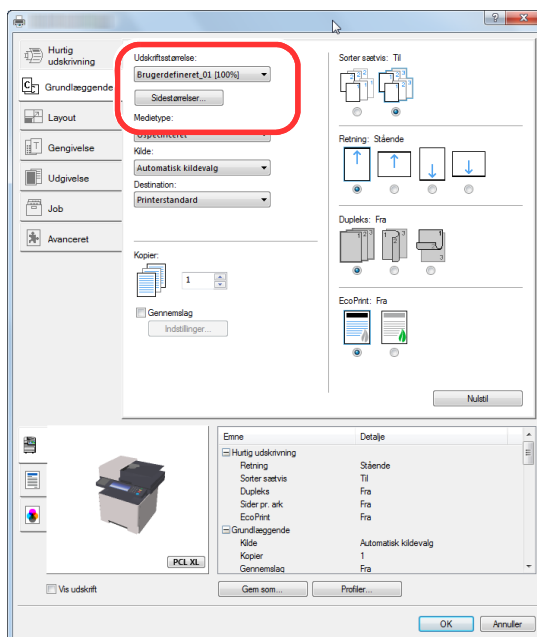 Hurtig
udskrivning
Grundlæggende
Layout
Gengivelse
Udgivelse
Job
Avanceret
Udskriftsstørrelse:
Brugerdefineret_01 [100%]
Sidestørrelser...
Medietype:
Uspecificeret
Kilde:
Automatisk kildevalg
Destination:
Printerstandard
Kopier:
1
Gennemslag
Indstillinger...
Sorter sætvis: Til
Retning: Stående
Dupleks: Fra
EcoPrint: Fra
Nulstil
PCL XL
Vis udskrift
Emne Detalje
Hurtig udskrivning
Retning Stående
Sorter sætvis Til
Dupleks Fra
Sider pr. ark Fra
EcoPrint Fra
Grundlæggende
Kilde Automatisk kildevalg
Kopier 1
Gennemslag Fra
Gem som... Profiler...
OK Annuller